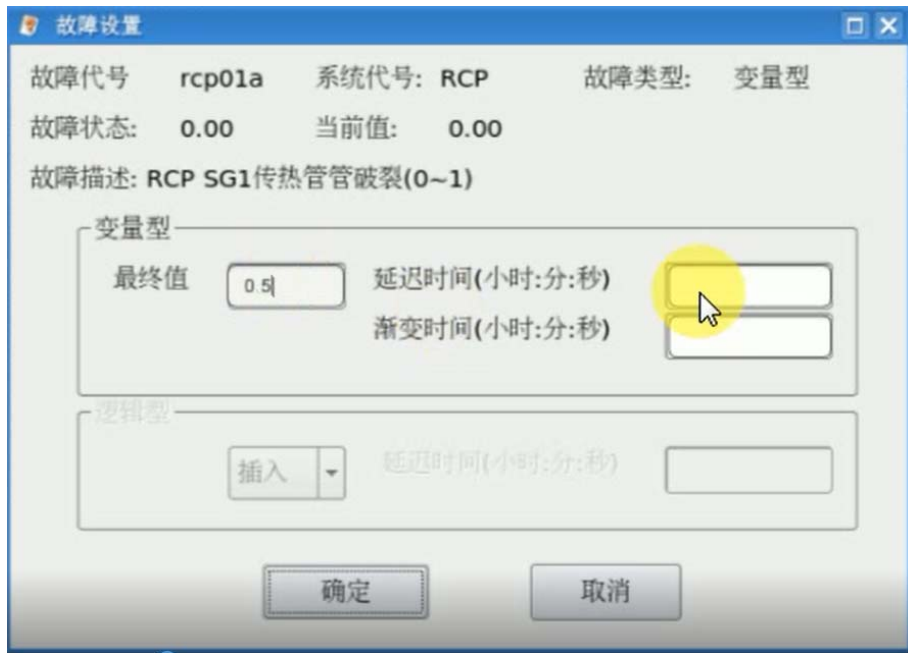 故障设置
故障代号 rcp01a 系统代号: RCP 故障类型: 变量型
故障状态: 0.00 当前值: 0.00
故障描述: RCP SG1传热管管破裂(0~1)
变量型
最终值 0.5 延迟时间(小时:分:秒)
渐变时间(小时:分:秒)
逻辑型
插入 延迟时间(小时:分:秒)
确定 取消